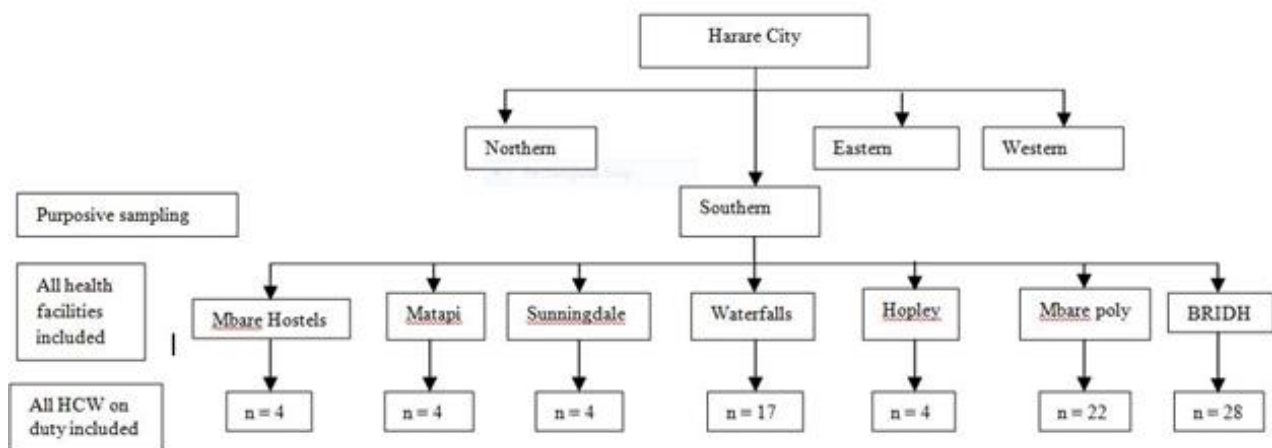 Harare City
Northern
Eastern
Western
Southern
Purposive sampling
All health
facilities
included
Mbare Hostels
Matapi
Sunningdale
Waterfalls
Hopley
Mbare poly
BRIDH
All HCW on
duty included
n = 4
n = 4
n = 4
n = 17
n = 4
n = 22
n = 28